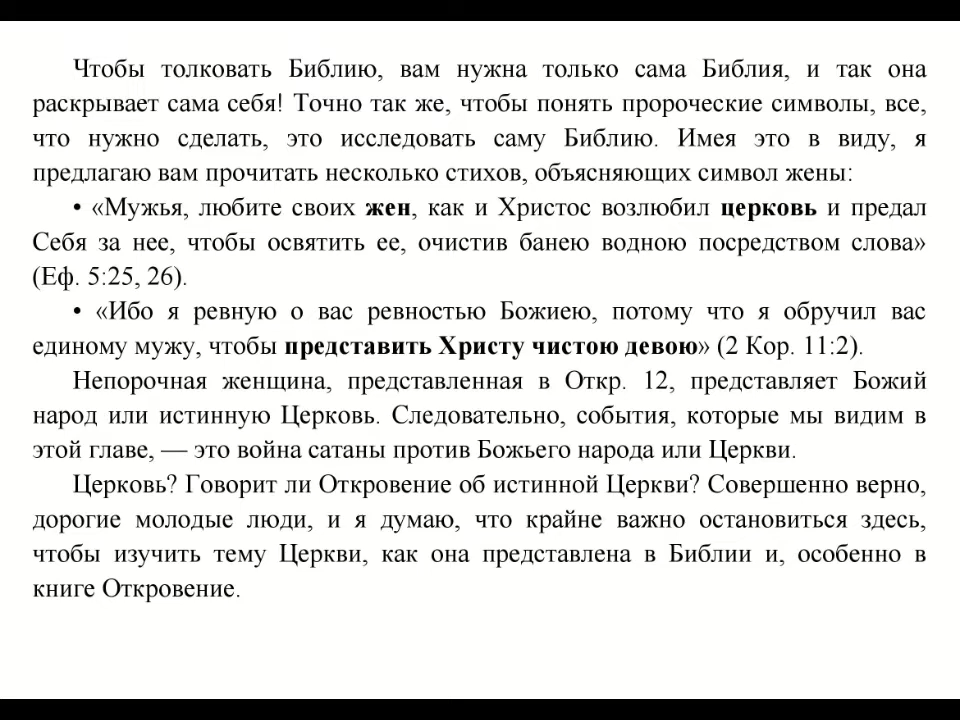 Чтобы толковать Библию, вам нужна только сама Библия, и так она
раскрывает сама себя! Точно так же, чтобы понять пророческие символы, все,
что нужно сделать, это исследовать саму Библию. Имея это в виду, я
предлагаю вам прочитать несколько стихов, объясняющих символ жены:
• «Мужья, любите своих жен, как и Христос возлюбил церковь и предал
Себя за нее, чтобы освятить ее, очистив банею водною посредством слова»
(Еф. 5:25, 26).
• «Ибо я ревную о вас ревностью Божиею, потому что я обручил вас
единому мужу, чтобы представить Христу чистою девою» (2 Кор. 11:2).
Непорочная женщина, представленная в Откр. 12, представляет Божий
народ или истинную Церковь. Следовательно, события, которые мы видим в
этой главе, — это война сатаны против Божьего народа или Церкви.
Церковь? Говорит ли Откровение об истинной Церкви? Совершенно верно,
дорогие молодые люди, и я думаю, что крайне важно остановиться здесь,
чтобы изучить тему Церкви, как она представлена в Библии и, особенно в
книге Откровение.